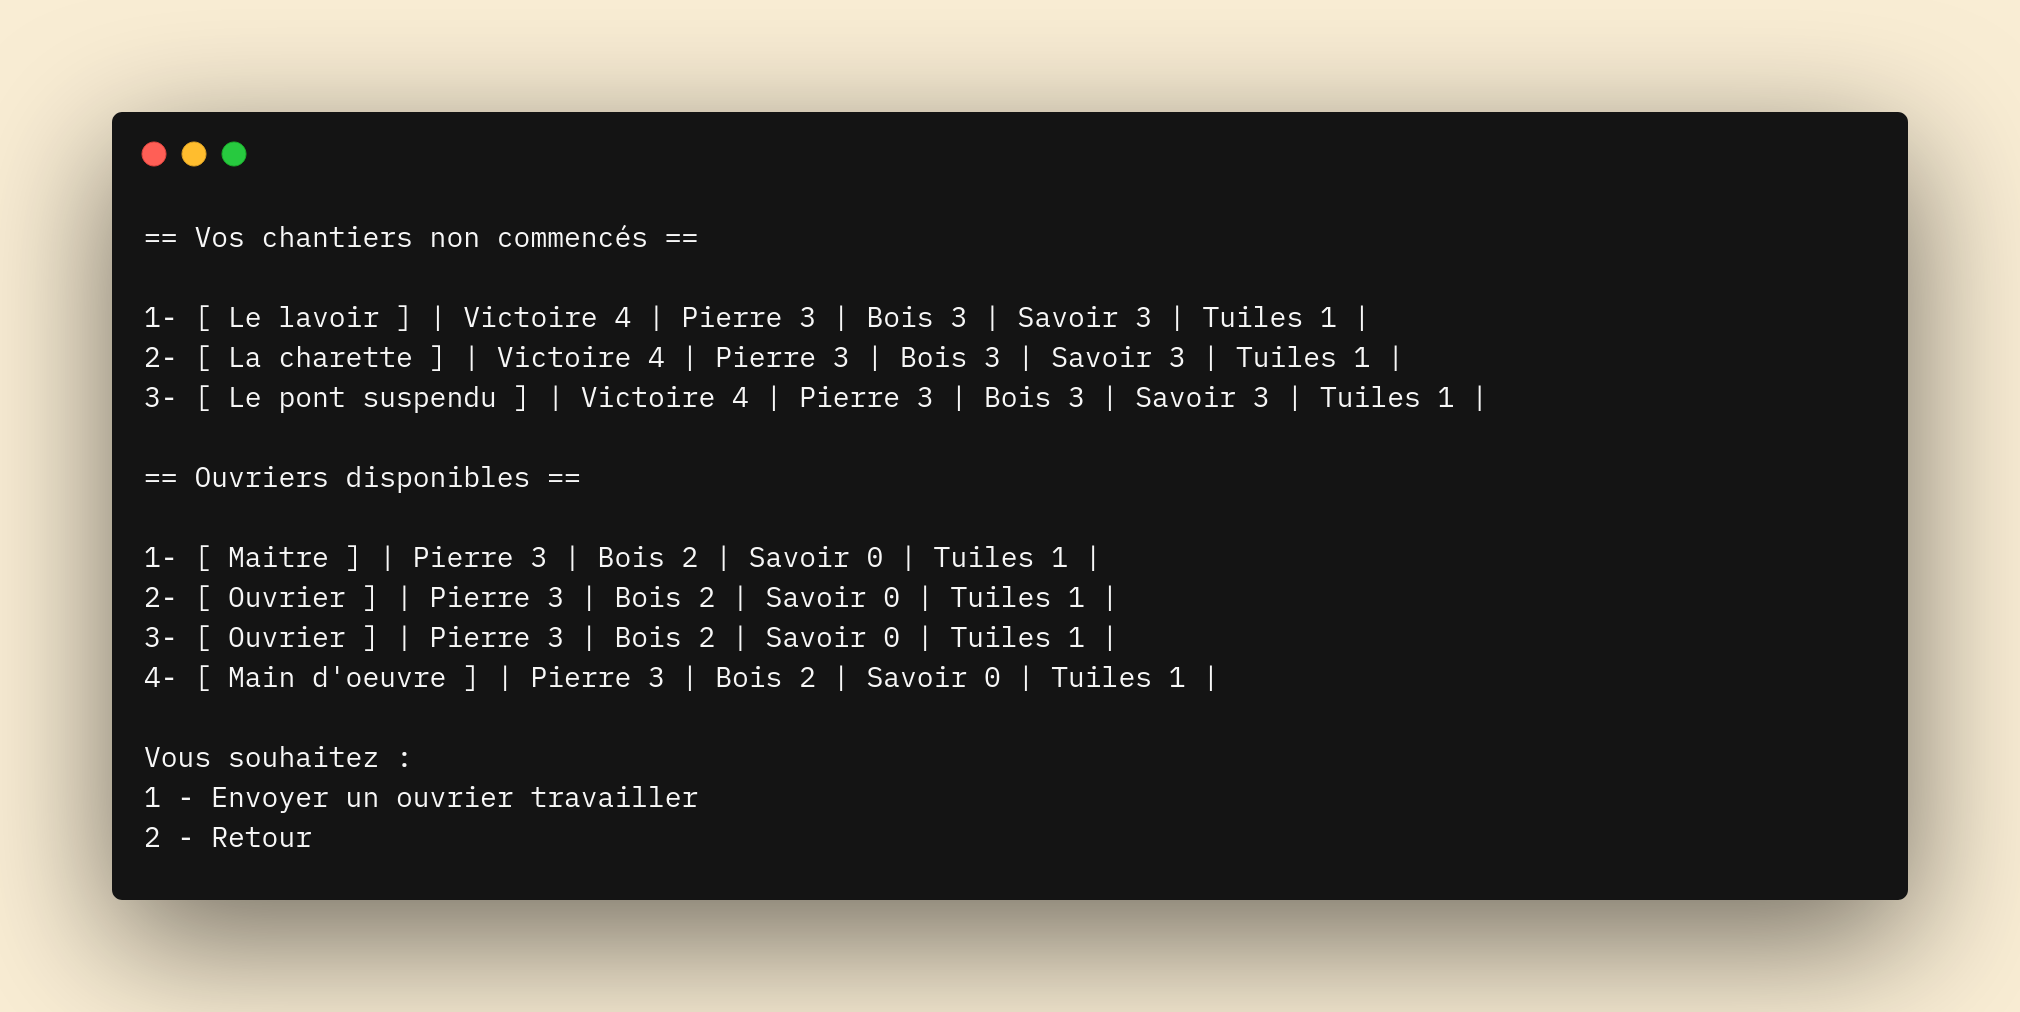 == Vos chantiers non commencés ==
1- [ Le lavoir ] | Victoire 4 | Pierre 3 | Bois 3 | Savoir 3 | Tuiles 1 |
2- [ La charette ] | Victoire 4 | Pierre 3 | Bois 3 | Savoir 3 | Tuiles 1 |
3- [ Le pont suspendu ] | Victoire 4 | Pierre 3 | Bois 3 | Savoir 3 | Tuiles 1 |
== Ouvriers disponibles ==
1- [ Maitre ] | Pierre 3 | Bois 2 | Savoir 0 | Tuiles 1 |
2- [ Ouvrier ] | Pierre 3 | Bois 2 | Savoir 0 | Tuiles 1 |
3- [ Ouvrier ] | Pierre 3 | Bois 2 | Savoir 0 | Tuiles 1 |
4- [ Main d'oeuvre ] | Pierre 3 | Bois 2 | Savoir 0 | Tuiles 1 |
Vous souhaitez :
1 - Envoyer un ouvrier travailler
2 - Retour